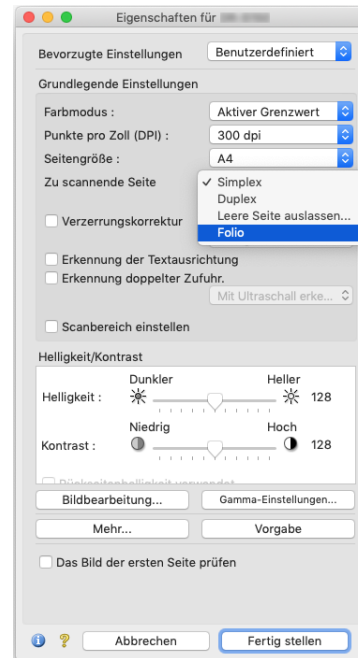 Eigenschaften für
Bevorzugte Einstellungen Benutzerdefiniert
Grundlegende Einstellungen
Farbmodus : Aktiver Grenzwert
Punkte pro Zoll (DPI) : 300 dpi
Seitengröße : A4
Zu scannende Seite ✓ Simplex
Duplex
Leere Seite auslassen...
Folio
Verzerrungskorrektur
Erkennung der Textausrichtung
Erkennung doppelter Zufuhr.
Mit Ultraschall erke...
Scanbereich einstellen
Helligkeit/Kontrast
Dunkler Heller
Helligkeit : 128
Niedrig Hoch
Kontrast : 128
Bildbearbeitung... Gamma-Einstellungen...
Mehr... Vorgabe
Das Bild der ersten Seite prüfen
Abbrechen Fertig stellen